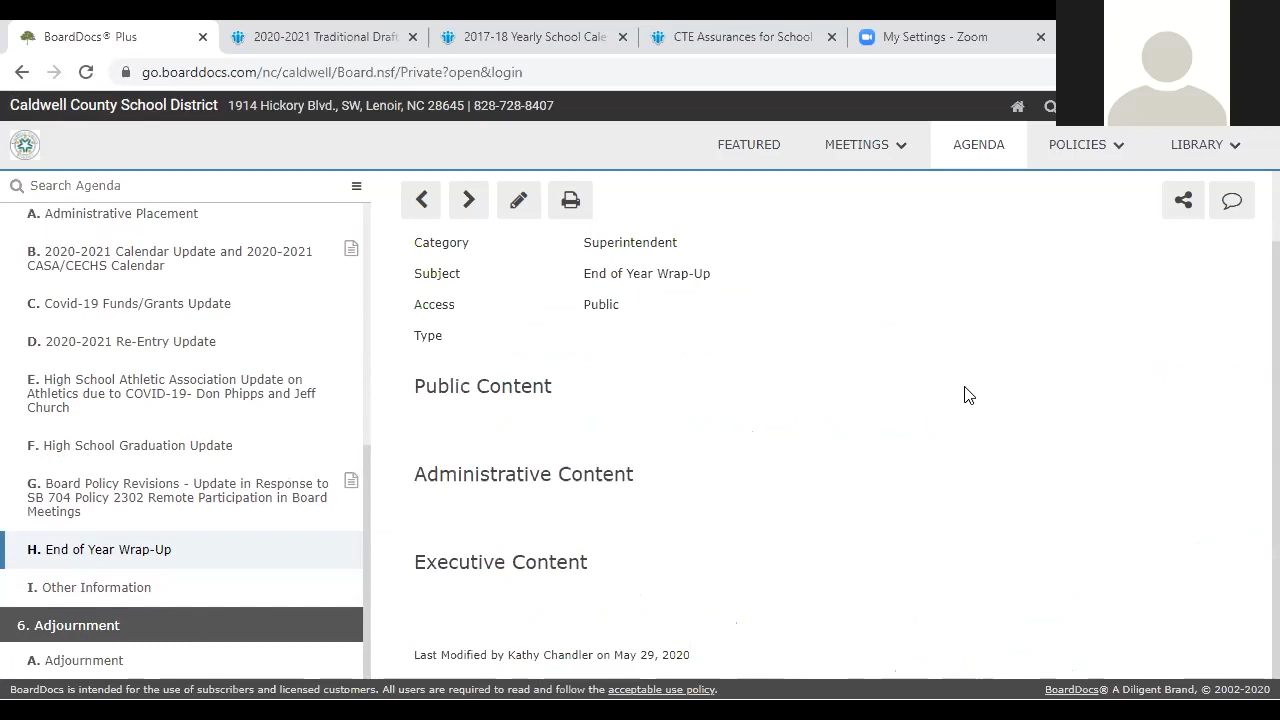 BoardDocs® Plus
2020-2021 Traditional Draft
2017-18 Yearly School Cale
CTE Assurances for School
My Settings - Zoom
go.boarddocs.com/nc/caldwell/Board.nsf/Private?open&login
Caldwell County School District 1914 Hickory Blvd., SW, Lenoir, NC 28645 | 828-728-8407
FEATURED MEETINGS AGENDA POLICIES LIBRARY
Search Agenda
A. Administrative Placement
B. 2020-2021 Calendar Update and 2020-2021
CASA/CECHS Calendar
C. Covid-19 Funds/Grants Update
D. 2020-2021 Re-Entry Update
E. High School Athletic Association Update on
Athletics due to COVID-19- Don Phipps and Jeff
Church
F. High School Graduation Update
G. Board Policy Revisions - Update in Response to
SB 704 Policy 2302 Remote Participation in Board
Meetings
H. End of Year Wrap-Up
I. Other Information
6. Adjournment
A. Adjournment
Category Superintendent
Subject End of Year Wrap-Up
Access Public
Type
Public Content
Administrative Content
Executive Content
Last Modified by Kathy Chandler on May 29, 2020
BoardDocs is intended for the use of subscribers and licensed customers. All users are required to read and follow the acceptable use policy.
BoardDocs® A Diligent Brand, © 2002-2020